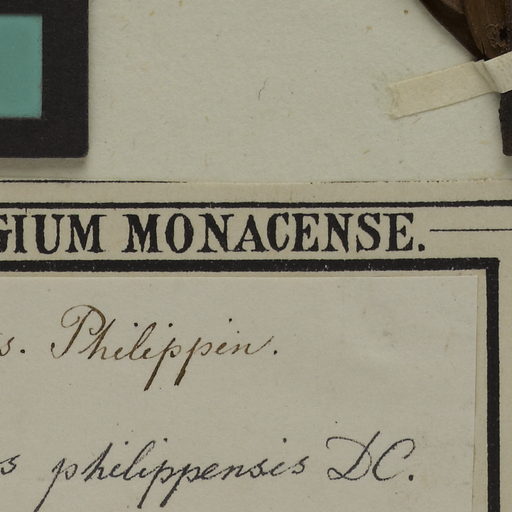 GIUM MONACENSE.
s. Philippin.
s philippensis DC.